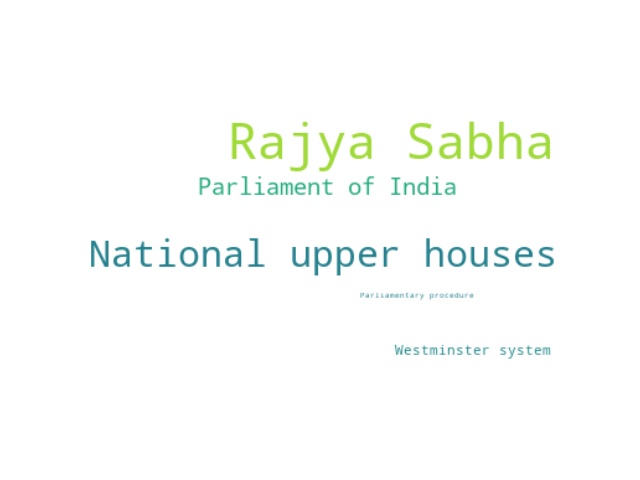 Rajya Sabha
Parliament of India
National upper houses
Parliamentary procedure
Westminster system